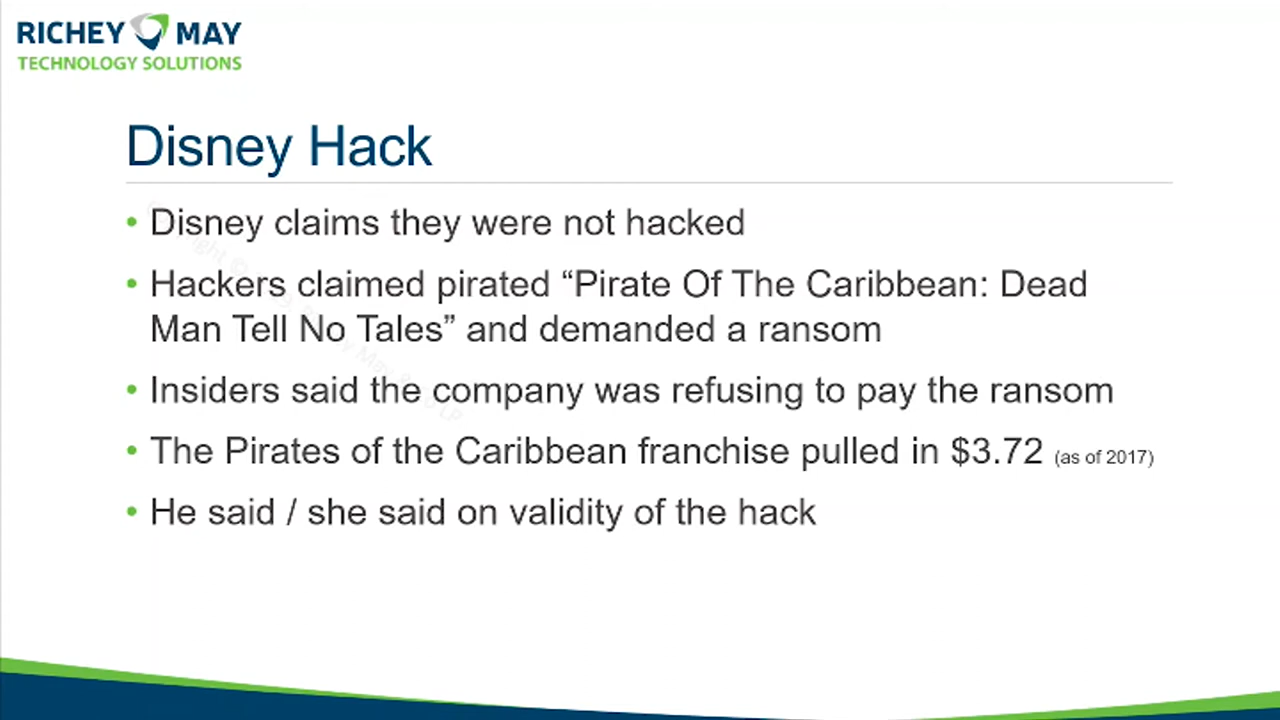 RICHEY MAY
TECHNOLOGY SOLUTIONS
Disney Hack
• Disney claims they were not hacked
• Hackers claimed pirated “Pirate Of The Caribbean: Dead
Man Tell No Tales” and demanded a ransom
• Insiders said the company was refusing to pay the ransom
• The Pirates of the Caribbean franchise pulled in $3.72 (as of 2017)
• He said / she said on validity of the hack